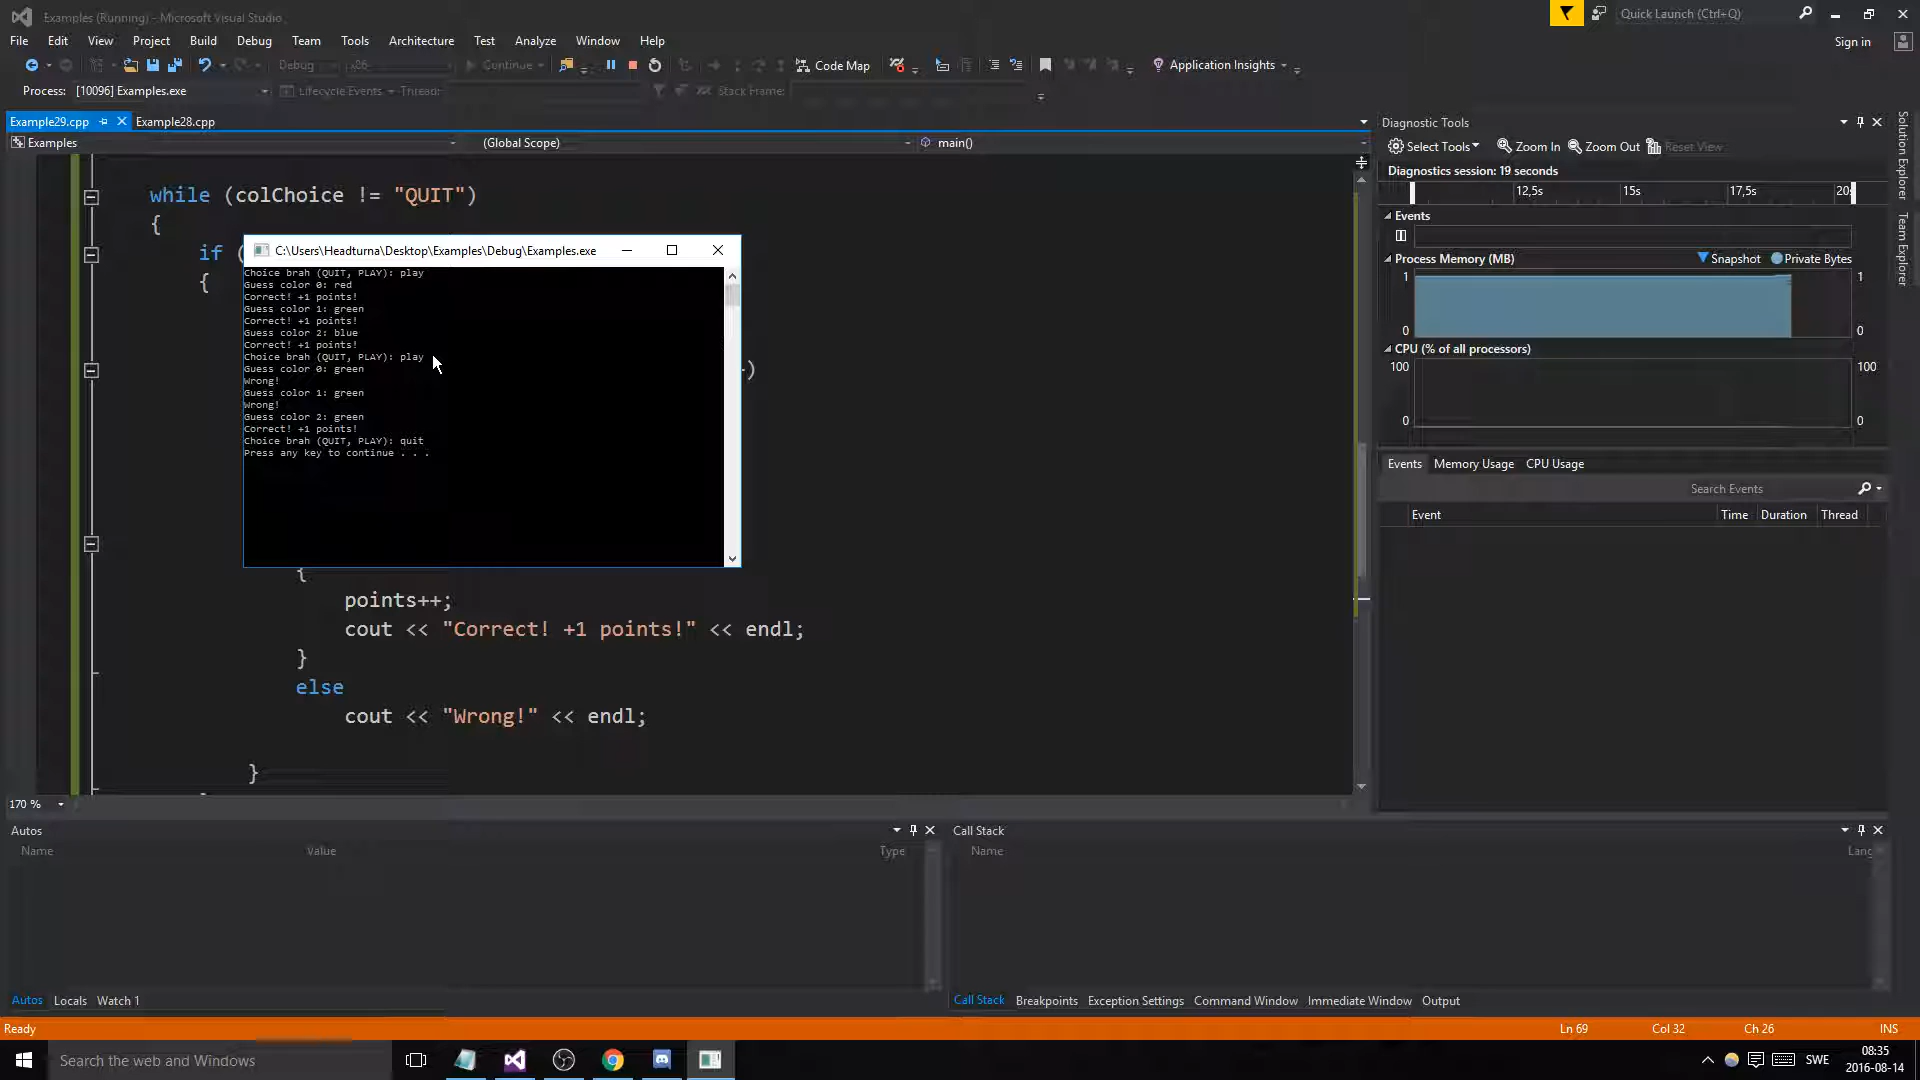 Examples (Running) - Microsoft Visual Studio
Quick Launch (Ctrl+Q)
File Edit View Project Build Debug Team Tools Architecture Test Analyze Window Help
Sign in
Debug x86 Continue Code Map Application Insights
Process: [10096] Examples.exe Lifecycle Events Thread: Stack Frame:
Example29.cpp Example28.cpp
Examples (Global Scope) main()
while (colChoice != "QUIT")
{
if (
{
C:\Users\Headturna\Desktop\Examples\Debug\Examples.exe
Choice brah (QUIT, PLAY): play
Guess color 0: red
Correct! +1 points!
Guess color 1: green
Correct! +1 points!
Guess color 2: blue
Correct! +1 points!
Choice brah (QUIT, PLAY): play
Guess color 0: green
Wrong!
Guess color 1: green
Wrong!
Guess color 2: green
Correct! +1 points!
Choice brah (QUIT, PLAY): quit
Press any key to continue . . .
)
{
points++;
cout << "Correct! +1 points!" << endl;
}
else
cout << "Wrong!" << endl;
}
170 %
Diagnostic Tools
Select Tools Zoom In Zoom Out Reset View
Diagnostics session: 19 seconds
12,5s 15s 17,5s 20s
Events
Process Memory (MB) Snapshot Private Bytes
1 1
0 0
CPU (% of all processors)
100 100
0 0
Events Memory Usage CPU Usage
Search Events
Event Time Duration Thread
Solution Explorer
Team Explorer
Autos
Name Value Type
Autos Locals Watch 1
Call Stack
Name Lang
Call Stack Breakpoints Exception Settings Command Window Immediate Window Output
Ready Ln 69 Col 32 Ch 26 INS
Search the web and Windows
SWE
08:35
2016-08-14